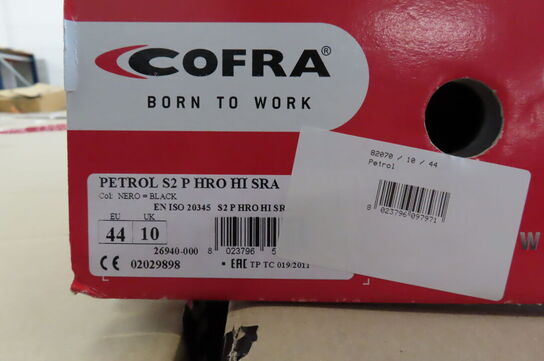 COFRA®
BORN TO WORK
PETROL S2 P HRO HI SRA
Col: NERO = BLACK
EN ISO 20345 S2 P HRO HI SR
EU UK
44 10
26940-000
8 023796 5
CE 02029898 • EAC TP TC 019/2011
82070 / 10 / 44
Petrol
8 023796 097971
W